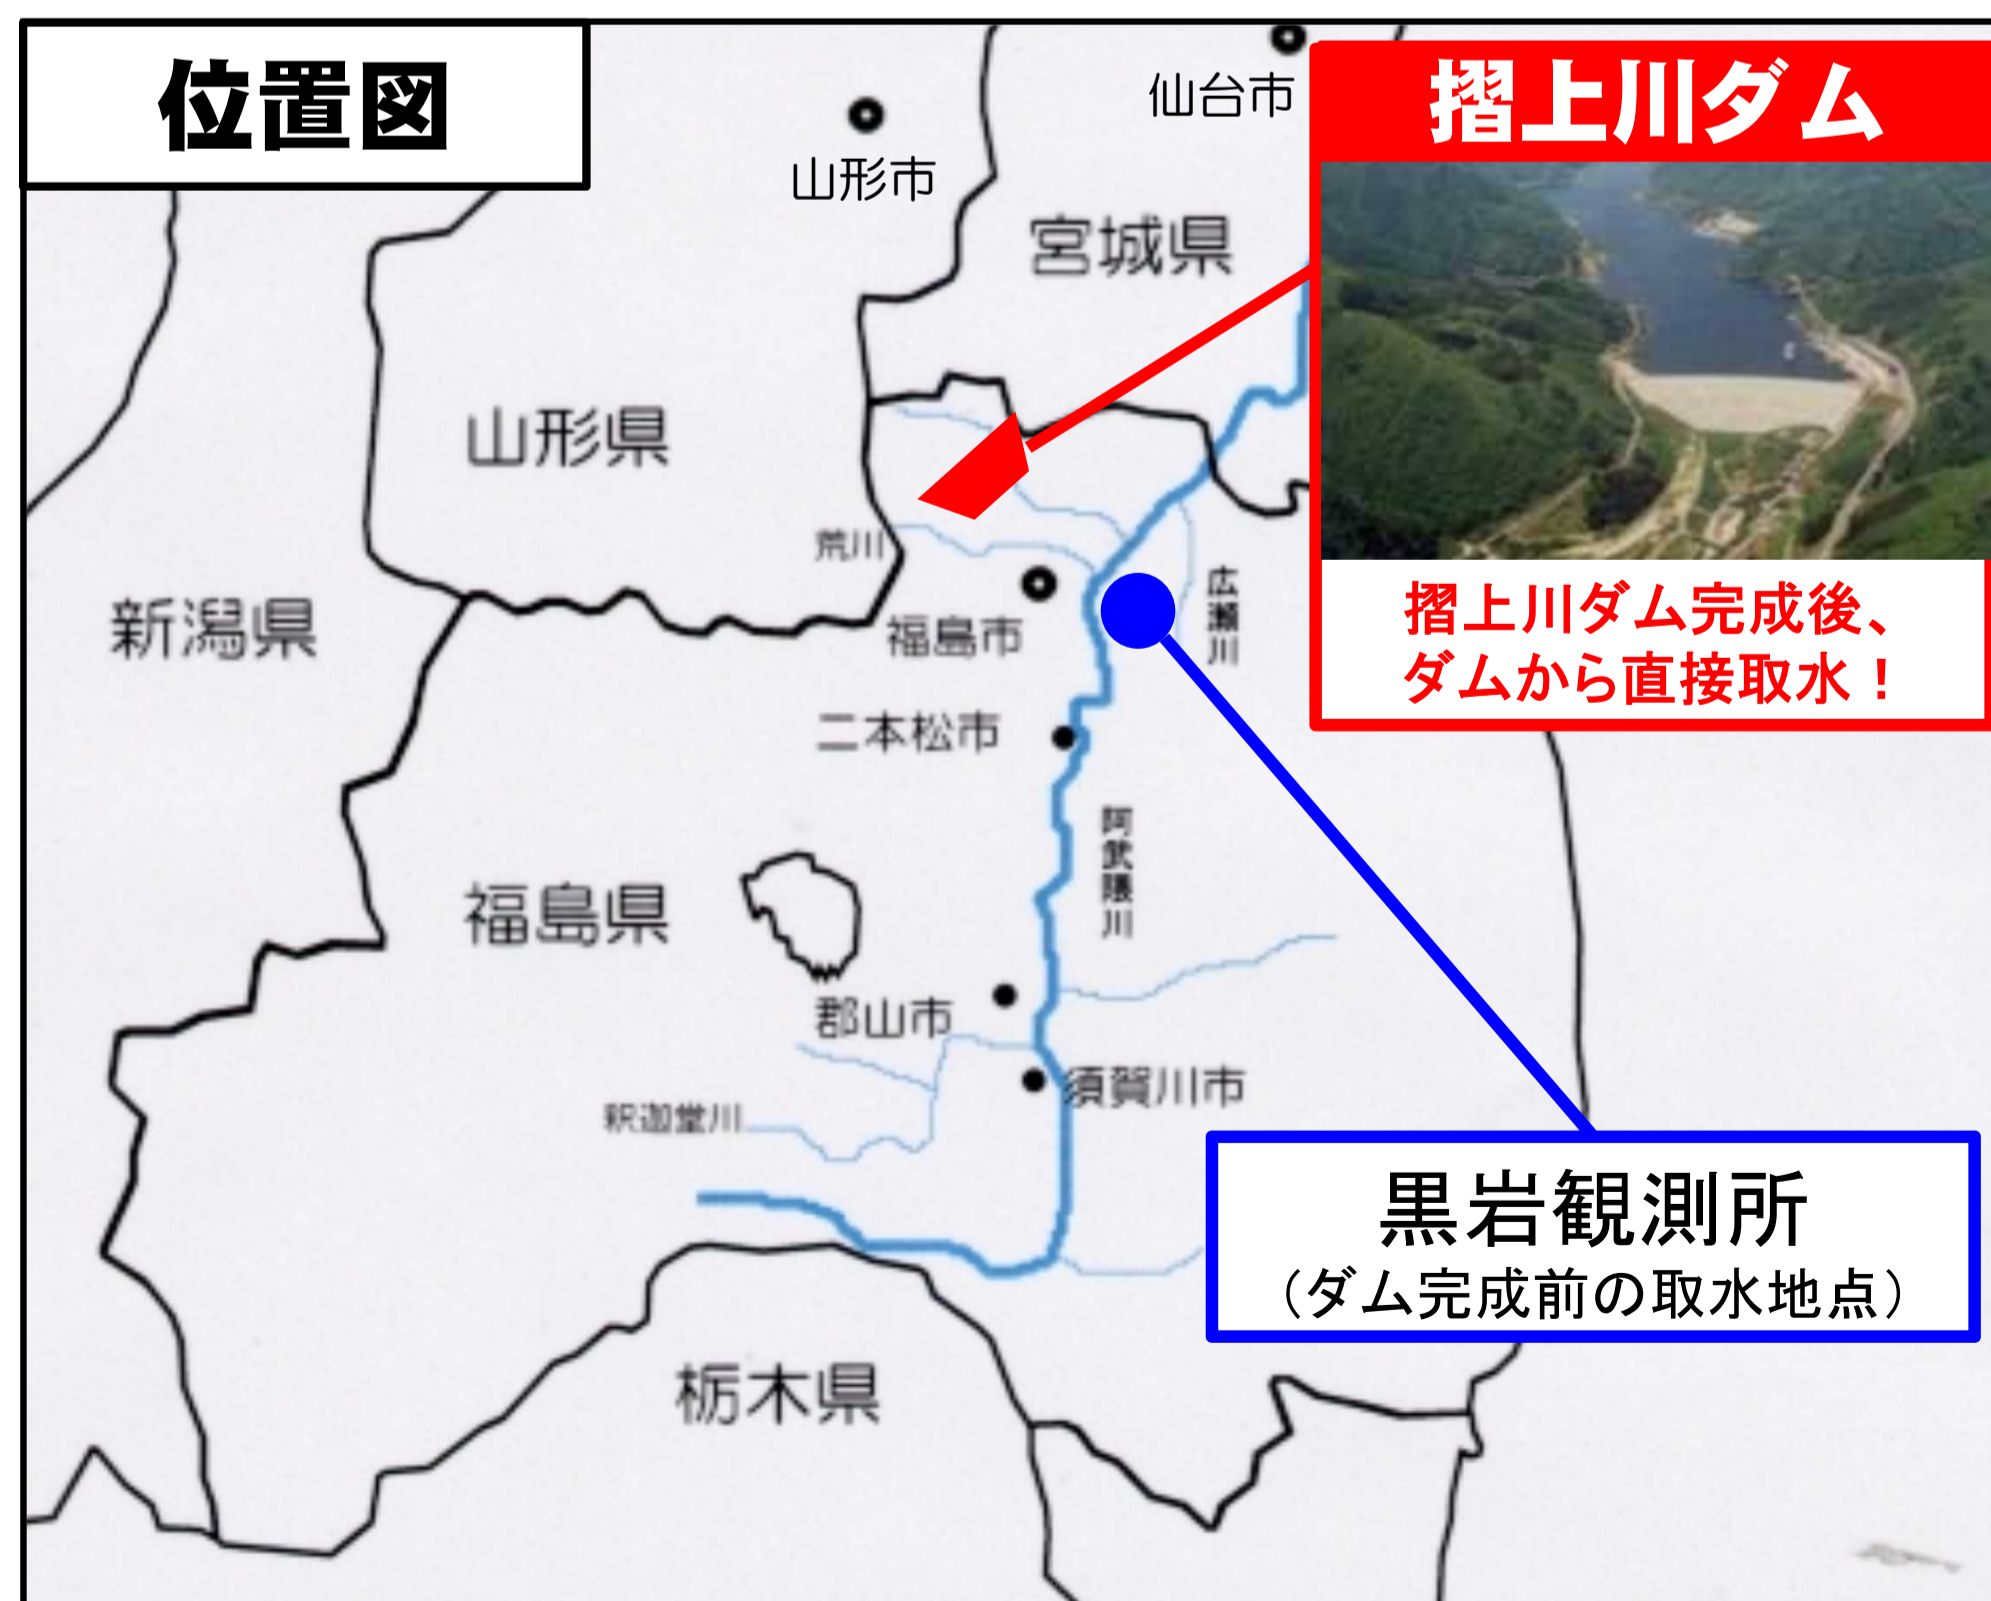 位置図
仙台市
山形市
宮城県
摺上川ダム
山形県
荒川
広瀬川
福島市
新潟県
摺上川ダム完成後、
ダムから直接取水！
二本松市
阿武隈川
福島県
郡山市
須賀川市
釈迦堂川
黒岩観測所
（ダム完成前の取水地点）
栃木県